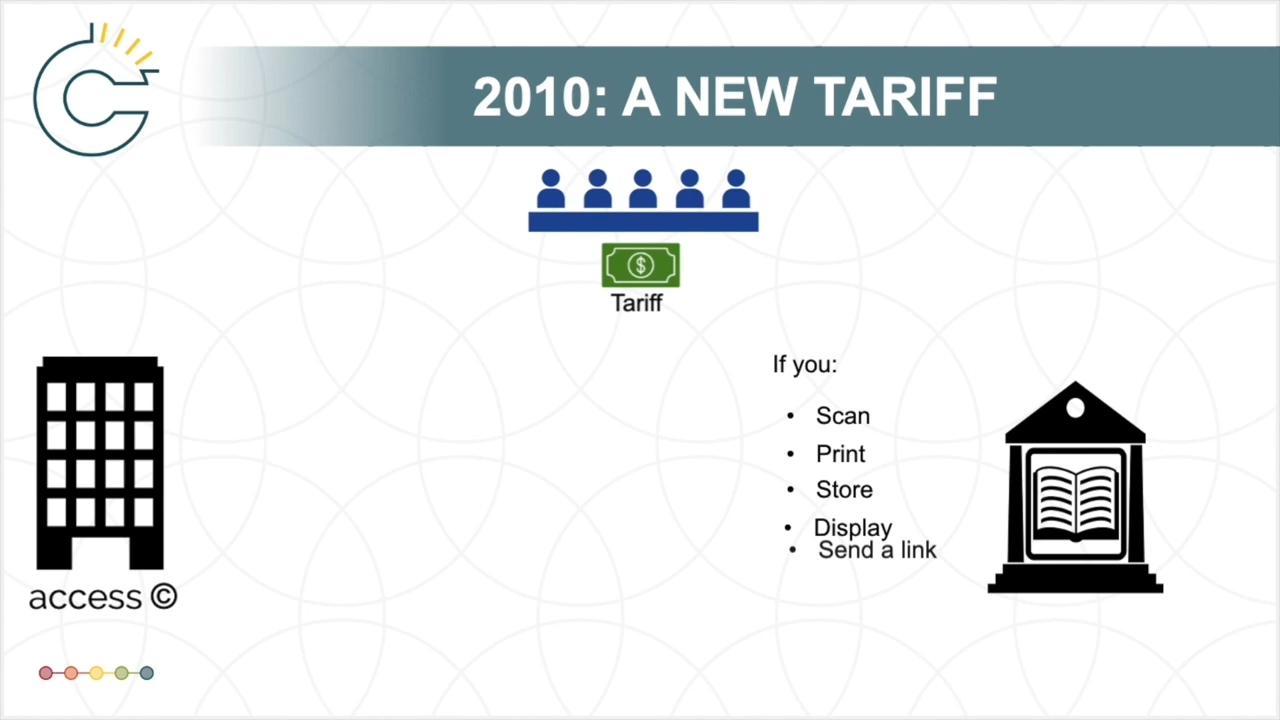 2010: A NEW TARIFF
Tariff
If you:
• Scan
• Print
• Store
• Display
• Send a link
access ©